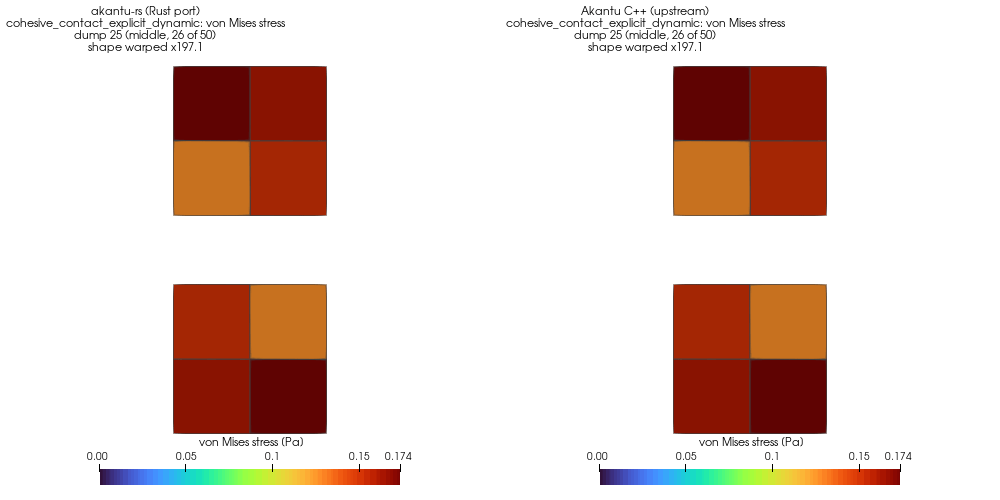 akantu-rs (Rust port)
cohesive_contact_explicit_dynamic: von Mises stress
dump 25 (middle, 26 of 50)
shape warped x197.1
von Mises stress (Pa)
0.00 0.05 0.1 0.15 0.174
Akantu C++ (upstream)
cohesive_contact_explicit_dynamic: von Mises stress
dump 25 (middle, 26 of 50)
shape warped x197.1
von Mises stress (Pa)
0.00 0.05 0.1 0.15 0.174